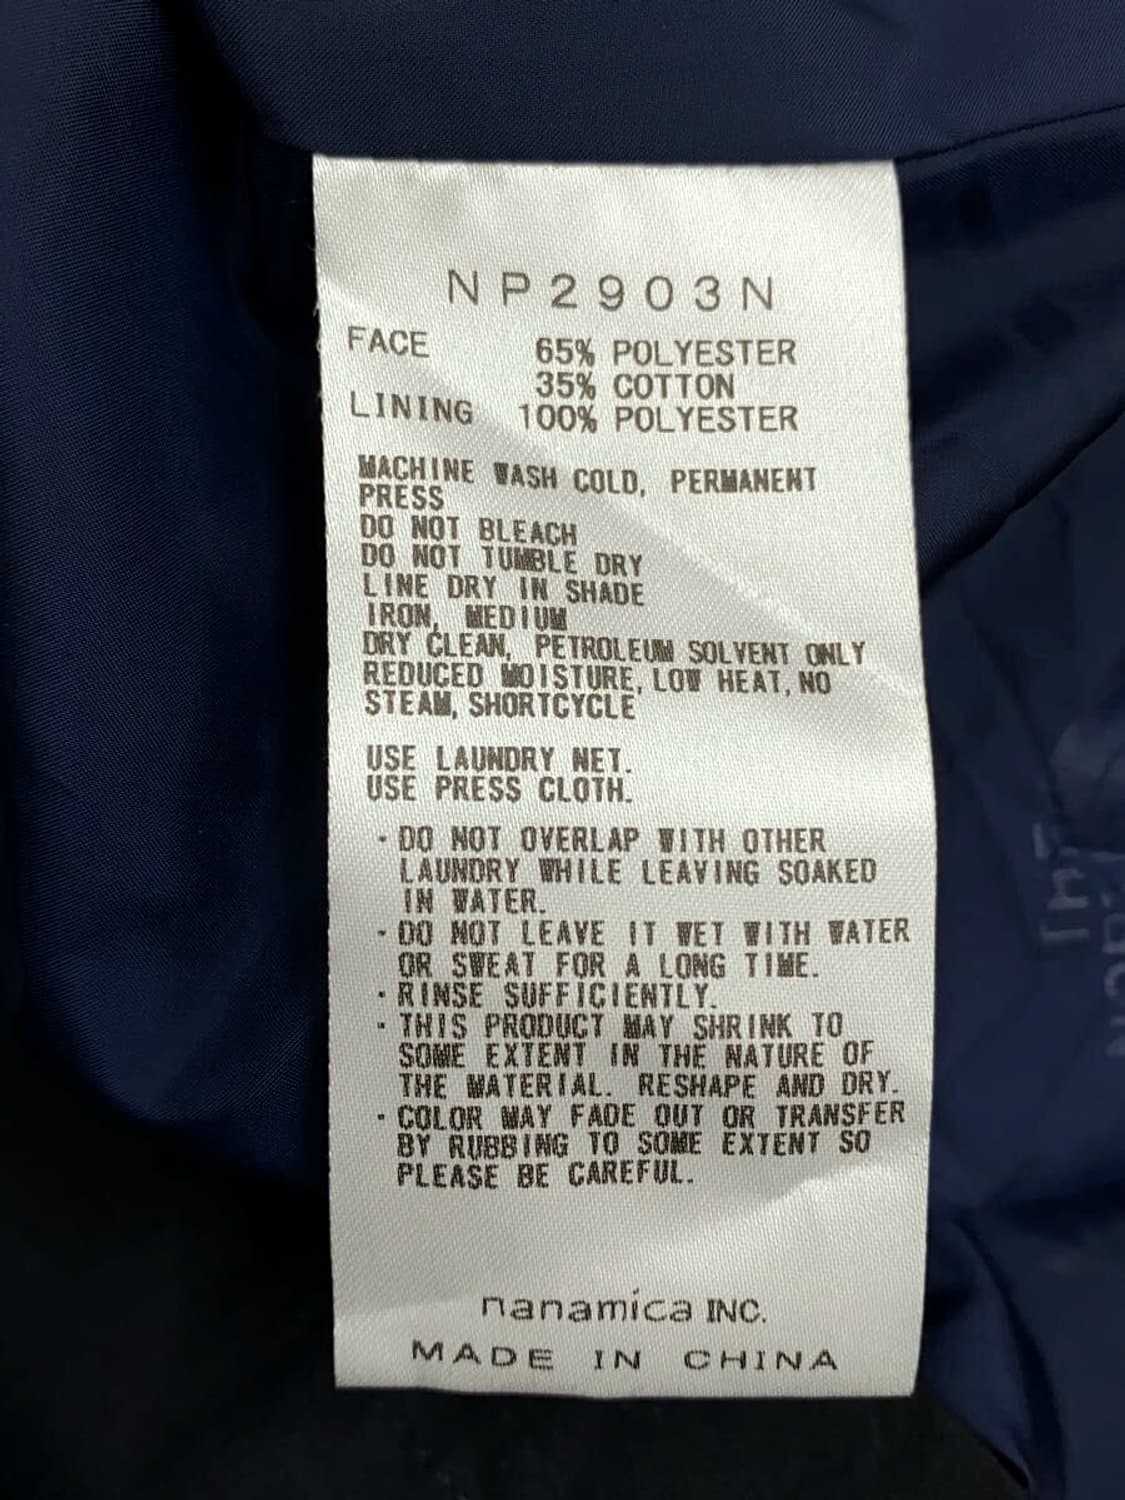 NP2903N
FACE 65% POLYESTER
35% COTTON
LINING 100% POLYESTER
MACHINE WASH COLD, PERMANENT
PRESS
DO NOT BLEACH
DO NOT TUMBLE DRY
LINE DRY IN SHADE
IRON, MEDIUM
DRY CLEAN, PETROLEUM SOLVENT ONLY
REDUCED MOISTURE, LOW HEAT, NO
STEAM, SHORTCYCLE
USE LAUNDRY NET.
USE PRESS CLOTH.
· DO NOT OVERLAP WITH OTHER
LAUNDRY WHILE LEAVING SOAKED
IN WATER.
· DO NOT LEAVE IT WET WITH WATER
OR SWEAT FOR A LONG TIME.
· RINSE SUFFICIENTLY.
· THIS PRODUCT MAY SHRINK TO
SOME EXTENT IN THE NATURE OF
THE MATERIAL. RESHAPE AND DRY.
· COLOR MAY FADE OUT OR TRANSFER
BY RUBBING TO SOME EXTENT SO
PLEASE BE CAREFUL.
nanamica INC.
MADE IN CHINA
THE